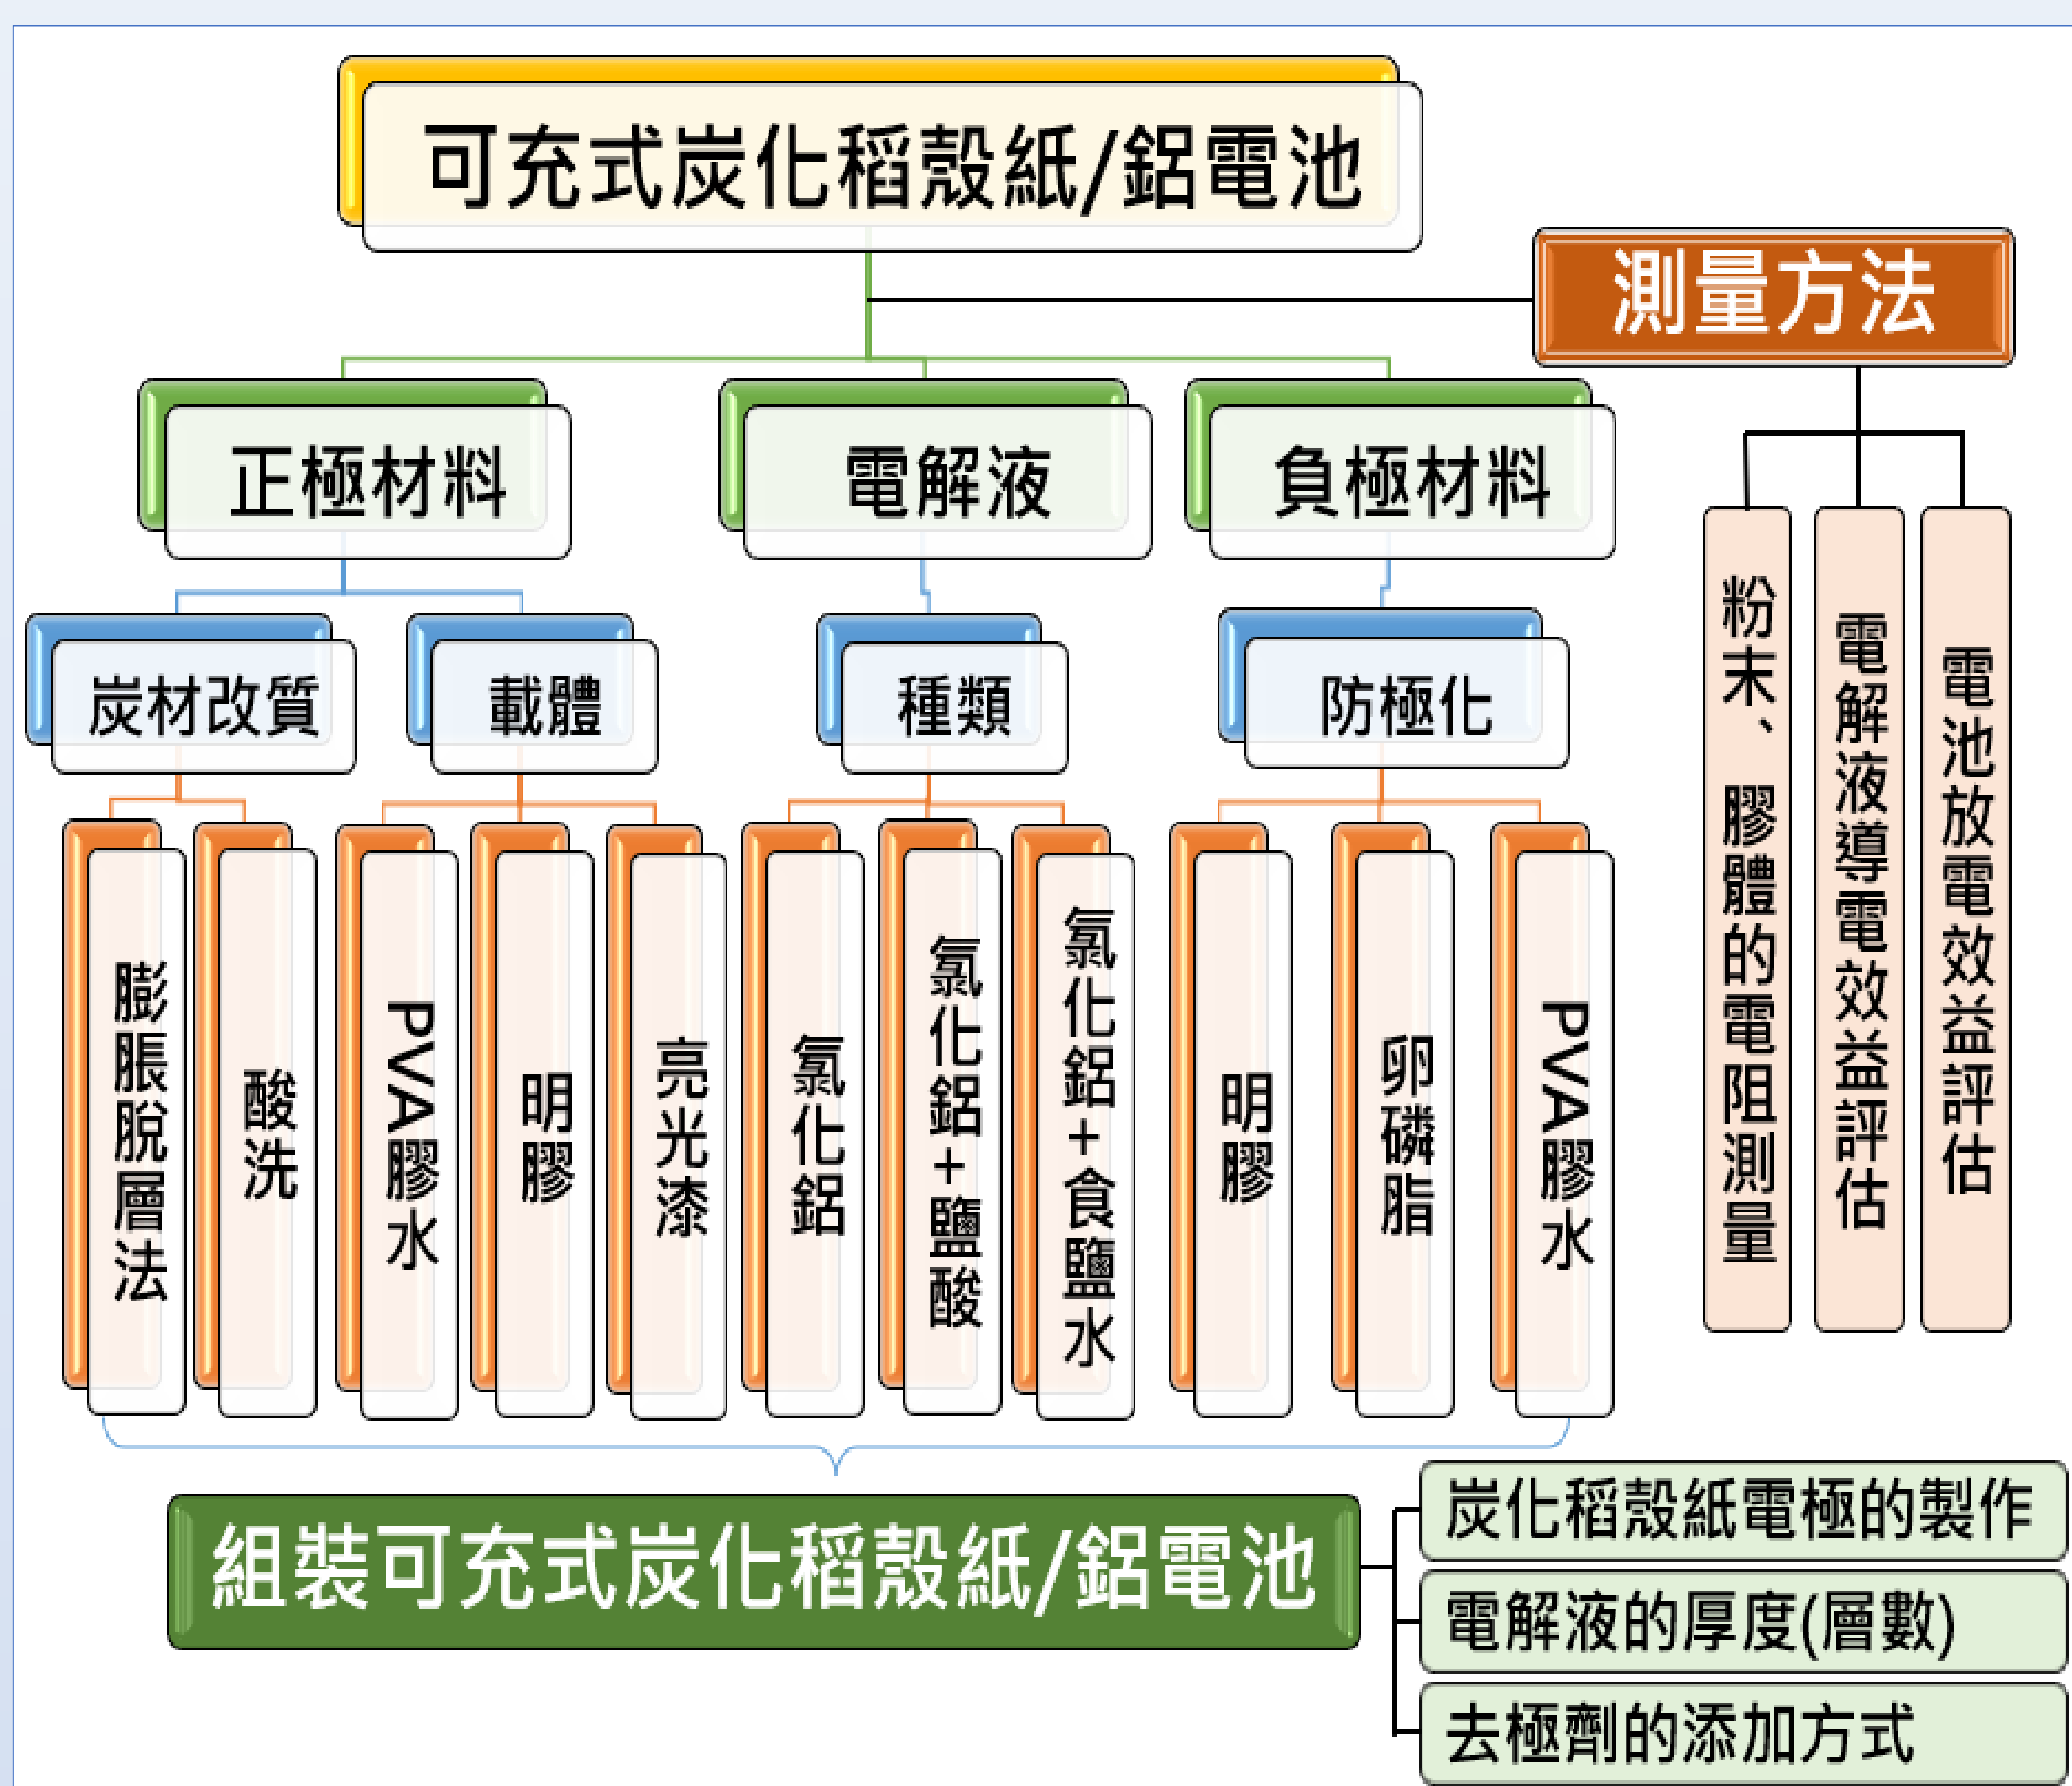 可充式炭化稻殼紙/鋁電池
測量方法
正極材料
電解液
負極材料
炭材改質
載體
種類
防極化
膨脹脫層法
酸洗
PVA膠水
明膠
亮光漆
氯化鋁
氯化鋁+鹽酸
氯化鋁+食鹽水
明膠
卵磷脂
PVA膠水
粉末、膠體的電阻測量
電解液導電效益評估
電池放電效益評估
組裝可充式炭化稻殼紙/鋁電池
炭化稻殼紙電極的製作
電解液的厚度(層數)
去極劑的添加方式